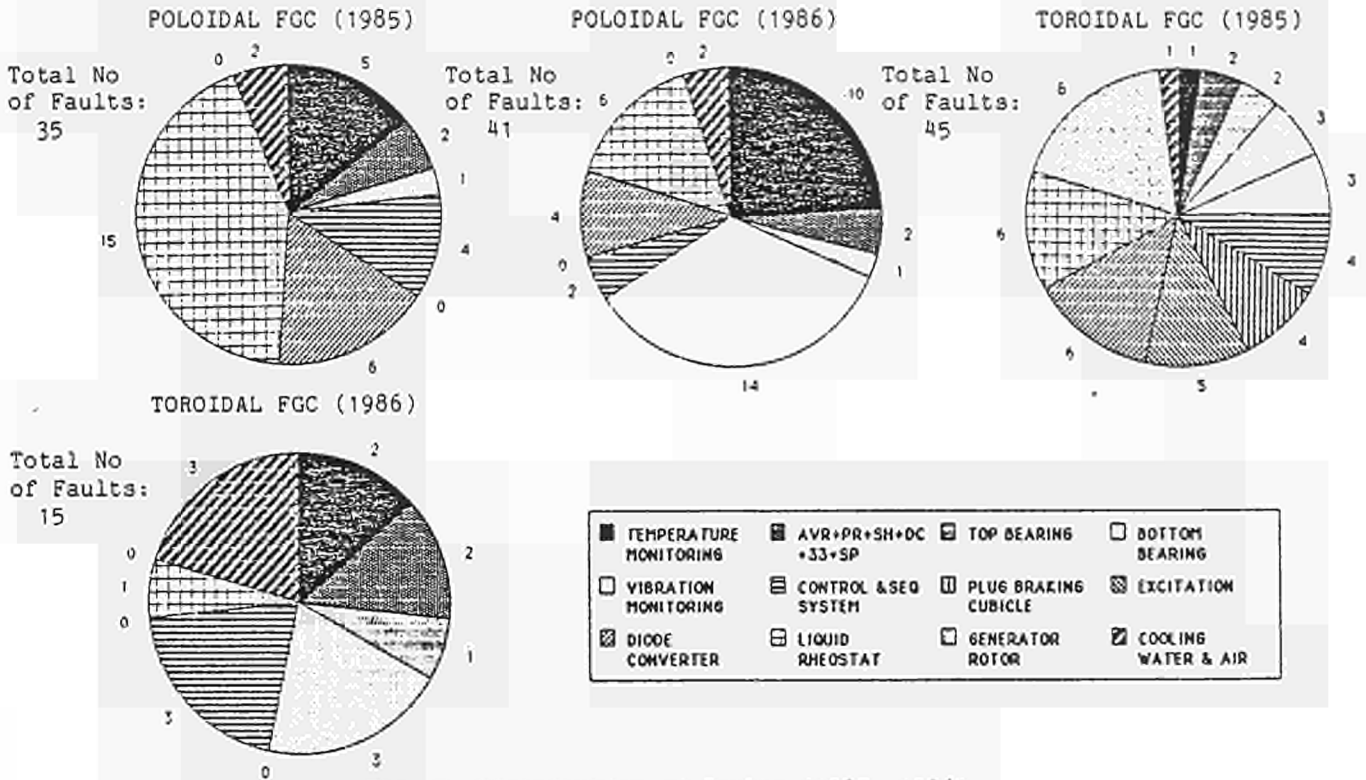 POLOIDAL FGC (1985)
Total No
of Faults:
35
0
2
5
2
1
4
0
6
15
POLOIDAL FGC (1986)
Total No
of Faults:
41
0
2
10
2
1
14
2
0
4
6
TOROIDAL FGC (1985)
Total No
of Faults:
45
1
1
2
2
3
3
4
4
5
6
6
8
TOROIDAL FGC (1986)
Total No
of Faults:
15
2
2
1
3
0
3
0
1
0
3
TEMPERATURE
MONITORING
AVR+PR+SH+DC
+33+SP
TOP BEARING
BOTTOM
BEARING
VIBRATION
MONITORING
CONTROL & SEQ
SYSTEM
PLUG BRAKING
CUBICLE
EXCITATION
DIODE
CONVERTER
LIQUID
RHEOSTAT
GENERATOR
ROTOR
COOLING
WATER & AIR